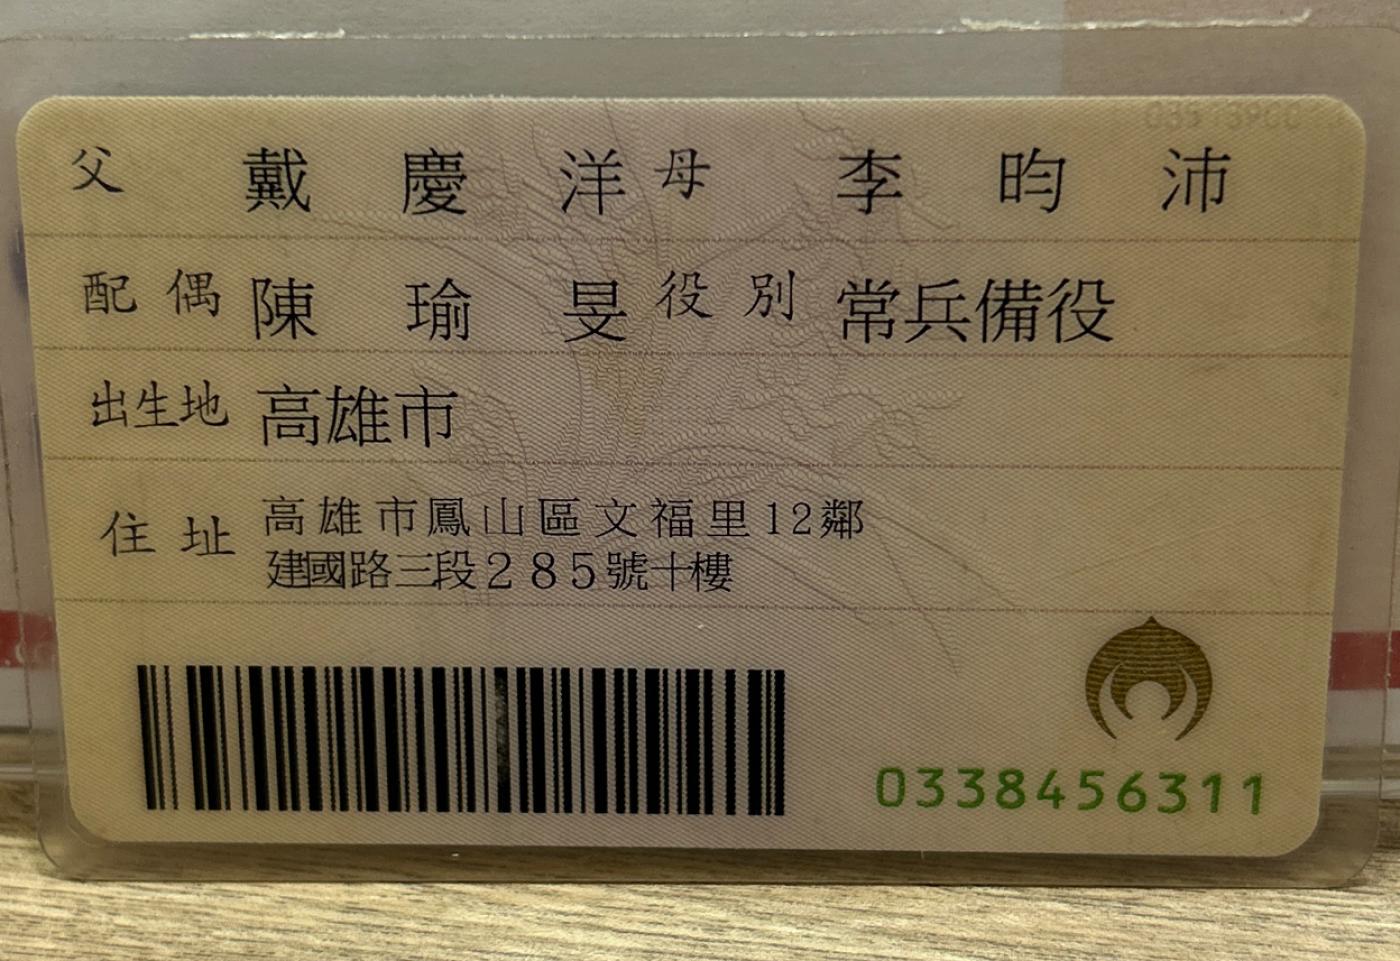 父 戴慶洋 母 李昀沛
配偶 陳瑜旻 役別 常兵備役
出生地 高雄市
住址 高雄市鳳山區文福里12鄰
建國路三段285號十樓
0338456311